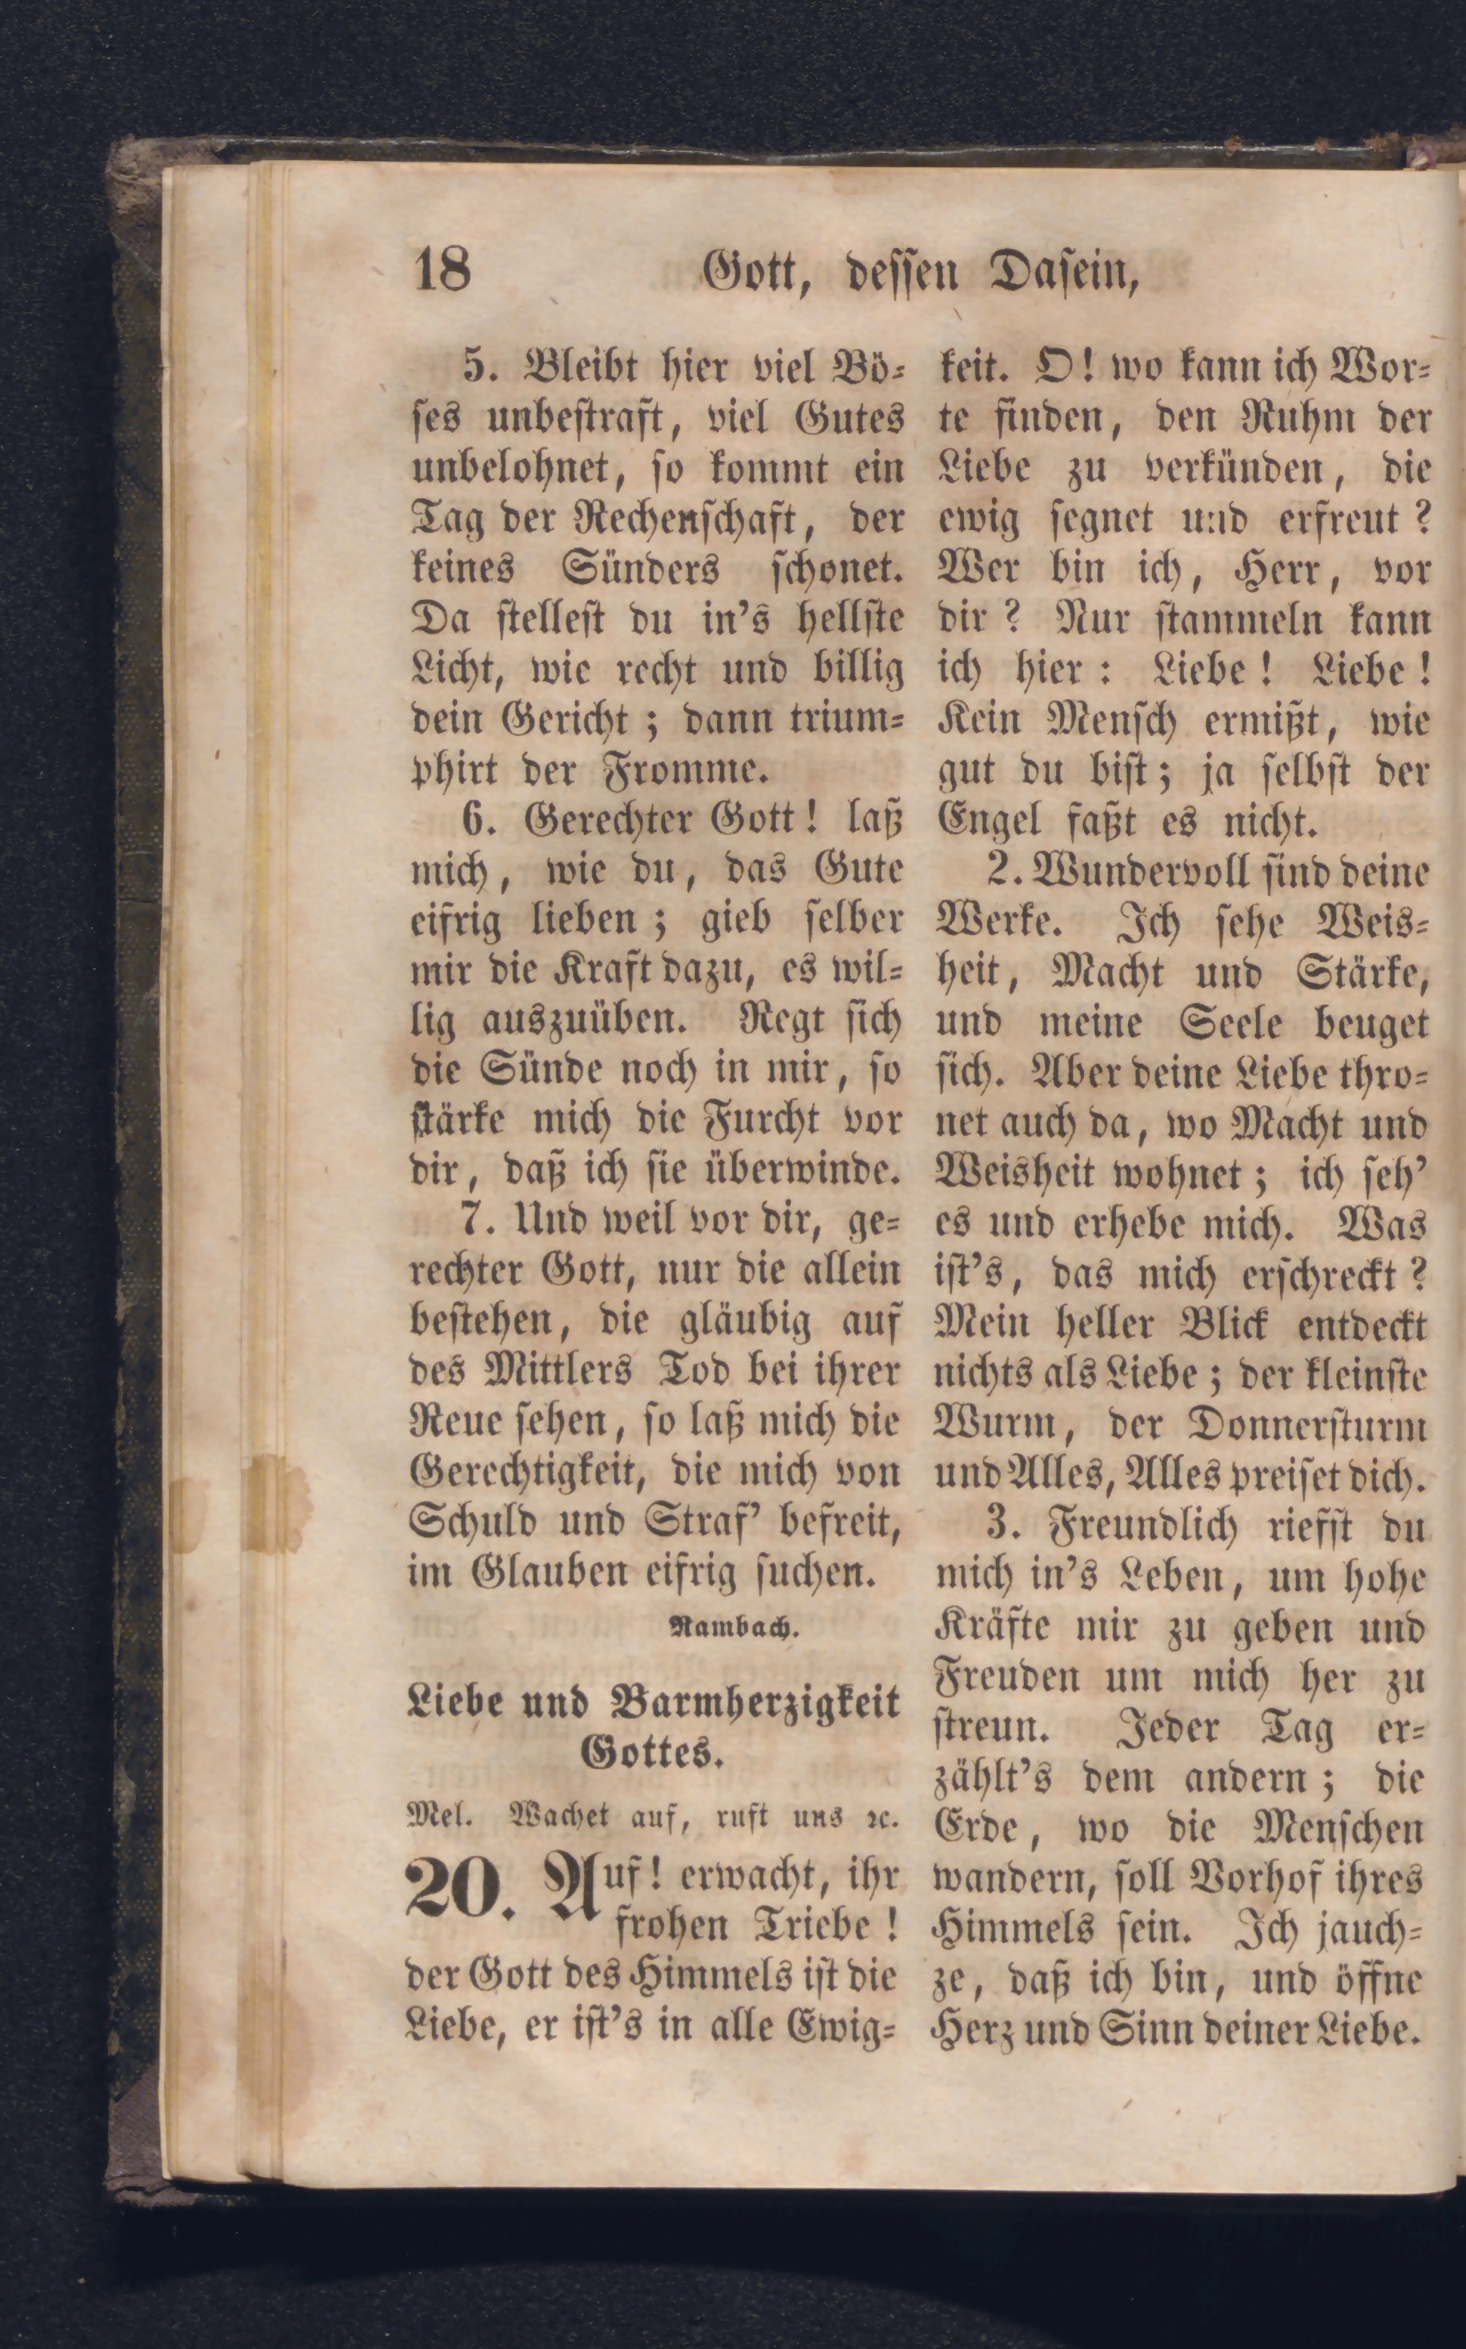 18
Gott, dessen Dasein,
5. Bleibt hier viel Bö-
ses unbestraft, viel Gutes
unbelohnet, so kommt ein
Tag der Rechenschaft, der
keines Sünders schonet.
Da stellest du in's hellste
Licht, wie recht und billig
dein Gericht; dann trium-
phirt der Fromme.
6. Gerechter Gott! laß
mich, wie du, das Gute
eifrig lieben; gieb selber
mir die Kraft dazu, es wil-
lig auszuüben. Regt sich
die Sünde noch in mir, so
stärke mich die Furcht vor
dir, daß ich sie überwinde.
7. Und weil vor dir, ge-
rechter Gott, nur die allein
bestehen, die gläubig auf
des Mittlers Tod bei ihrer
Reue sehen, so laß mich die
Gerechtigkeit, die mich von
Schuld und Straf' befreit,
im Glauben eifrig suchen.
Rambach.
Liebe und Barmherzigkeit
Gottes.
Mel. Wachet auf, ruft uns ꝛc.
20. Auf! erwacht, ihr
frohen Triebe!
der Gott des Himmels ist die
Liebe, er ist's in alle Ewig-
keit. O! wo kann ich Wor-
te finden, den Ruhm der
Liebe zu verkünden, die
ewig segnet und erfreut?
Wer bin ich, Herr, vor
dir? Nur stammeln kann
ich hier: Liebe! Liebe!
Kein Mensch ermißt, wie
gut du bist; ja selbst der
Engel faßt es nicht.
2. Wundervoll sind deine
Werke. Ich sehe Weis-
heit, Macht und Stärke,
und meine Seele beuget
sich. Aber deine Liebe thro-
net auch da, wo Macht und
Weisheit wohnet; ich seh'
es und erhebe mich. Was
ist's, das mich erschreckt?
Mein heller Blick entdeckt
nichts als Liebe; der kleinste
Wurm, der Donnersturm
und Alles, Alles preiset dich.
3. Freundlich riefst du
mich in's Leben, um hohe
Kräfte mir zu geben und
Freuden um mich her zu
streun. Jeder Tag er-
zählt's dem andern; die
Erde, wo die Menschen
wandern, soll Vorhof ihres
Himmels sein. Ich jauch-
ze, daß ich bin, und öffne
Herz und Sinn deiner Liebe.